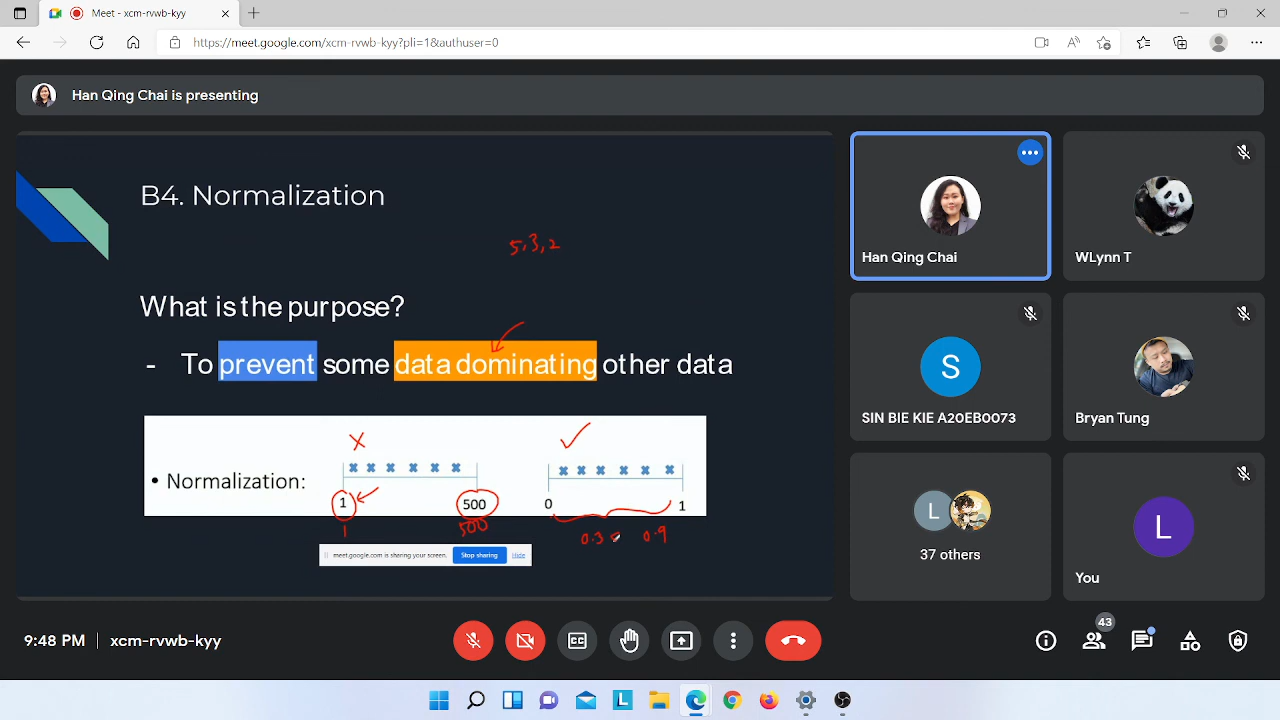 Meet - xcm-rvwb-kyy
https://meet.google.com/xcm-rvwb-kyy?pli=1&authuser=0
Han Qing Chai is presenting
B4. Normalization
5,3,2
What is the purpose?
- To prevent some data dominating other data
• Normalization:
1
500
0
1
1
500
0.3
0.9
meet.google.com is sharing your screen.
Stop sharing
Hide
Han Qing Chai
WLynn T
S
SIN BIE KIE A20EB0073
Bryan Tung
L
37 others
L
You
9:48 PM
xcm-rvwb-kyy
43
L